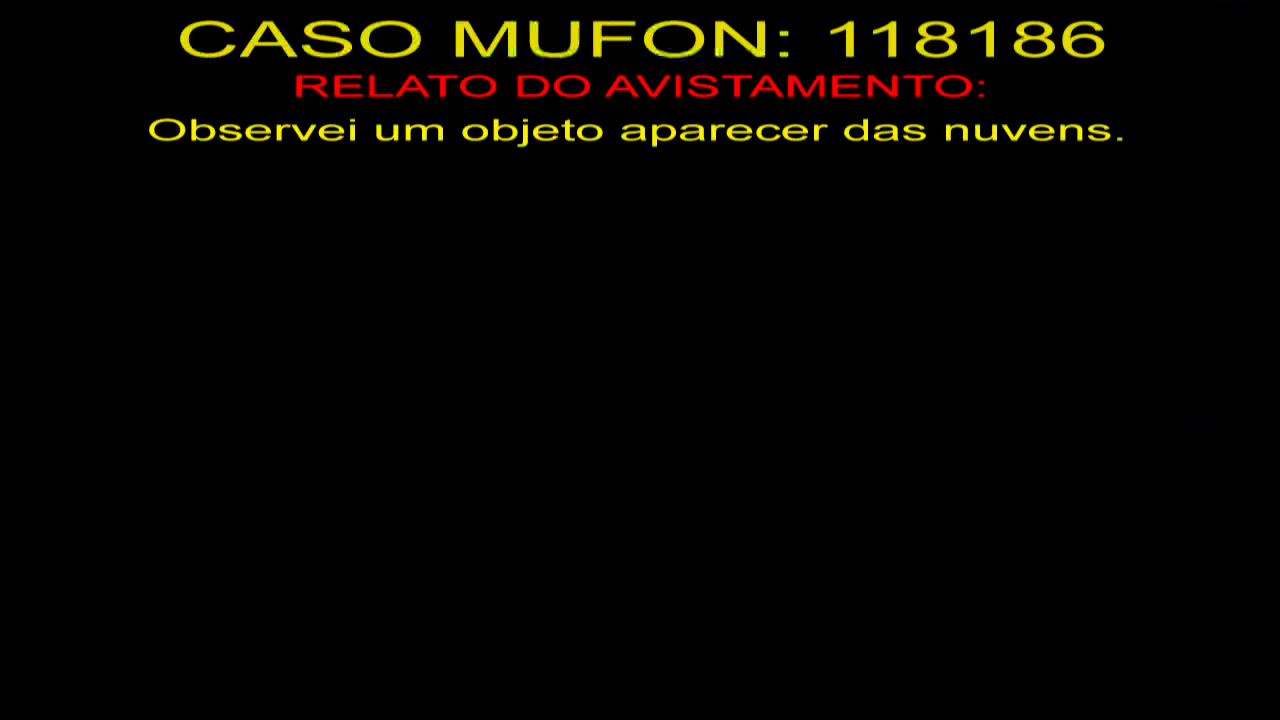 CASO MUFON: 118186
RELATO DO AVISTAMENTO:
Observei um objeto aparecer das nuvens.